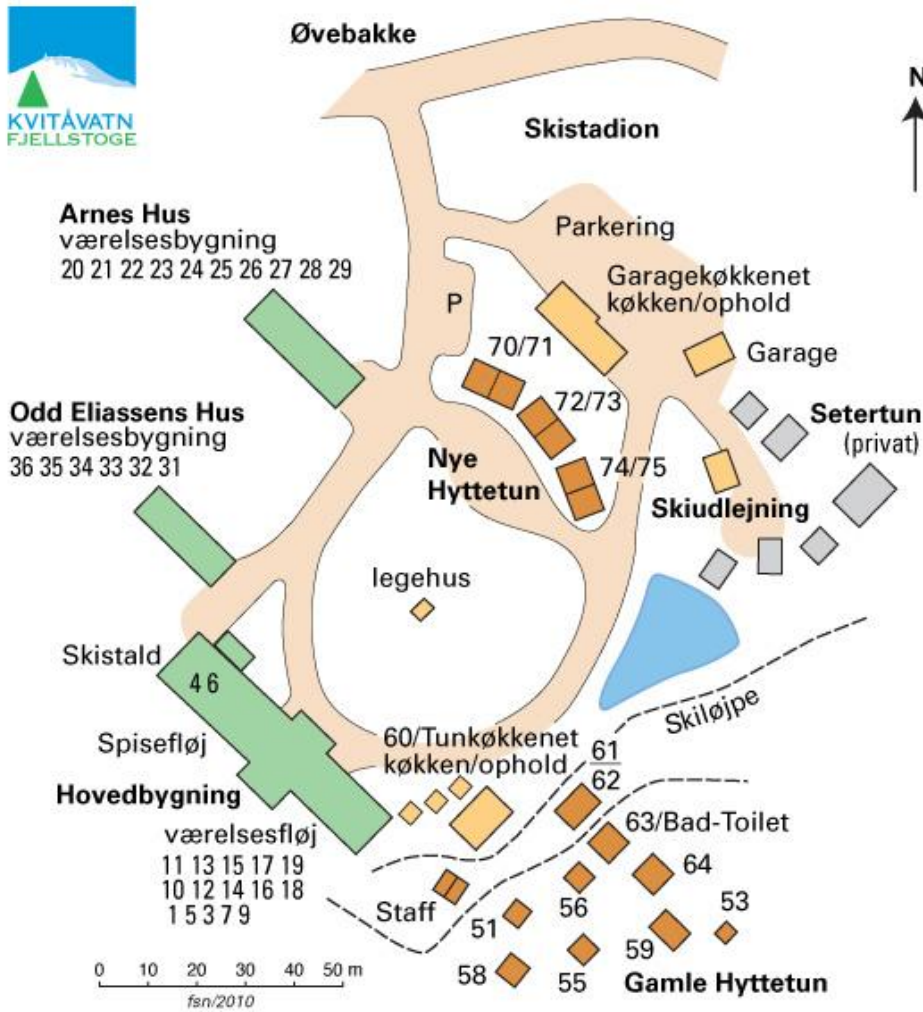 Øvebakke
N
KVITÅVATN
FJELLSTOGE
Skistadion
Arnes Hus
værelsesbygning
20 21 22 23 24 25 26 27 28 29
Parkering
Garagekøkkenet
køkken/ophold
P
70/71
Garage
Odd Eliassens Hus
værelsesbygning
36 35 34 33 32 31
72/73
Setertun
(privat)
Nye
Hyttetun
74/75
Skiudlejning
legehus
Skistald
4 6
Skiløjpe
Spisefløj
60/Tunkøkkenet
køkken/ophold
61
62
Hovedbygning
værelsesfløj
11 13 15 17 19
10 12 14 16 18
1 5 3 7 9
63/Bad-Toilet
64
53
Staff
51
56
59
58
55
Gamle Hyttetun
0 10 20 30 40 50 m
fsn/2010